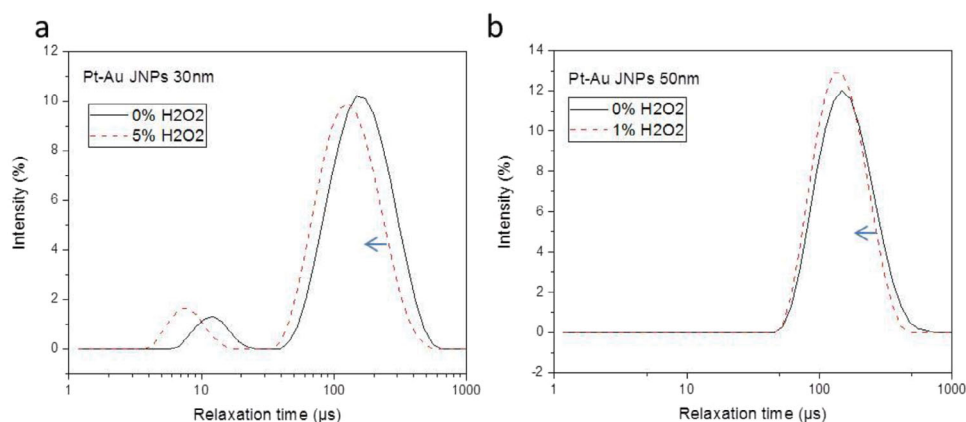 a
12
10
8
6
4
2
0
Intensity (%)
Pt-Au JNPs 30nm
0% H2O2
5% H2O2
1
10
100
1000
Relaxation time (μs)
b
14
12
10
8
6
4
2
0
-2
Intensity (%)
Pt-Au JNPs 50nm
0% H2O2
1% H2O2
1
10
100
1000
Relaxation time (μs)